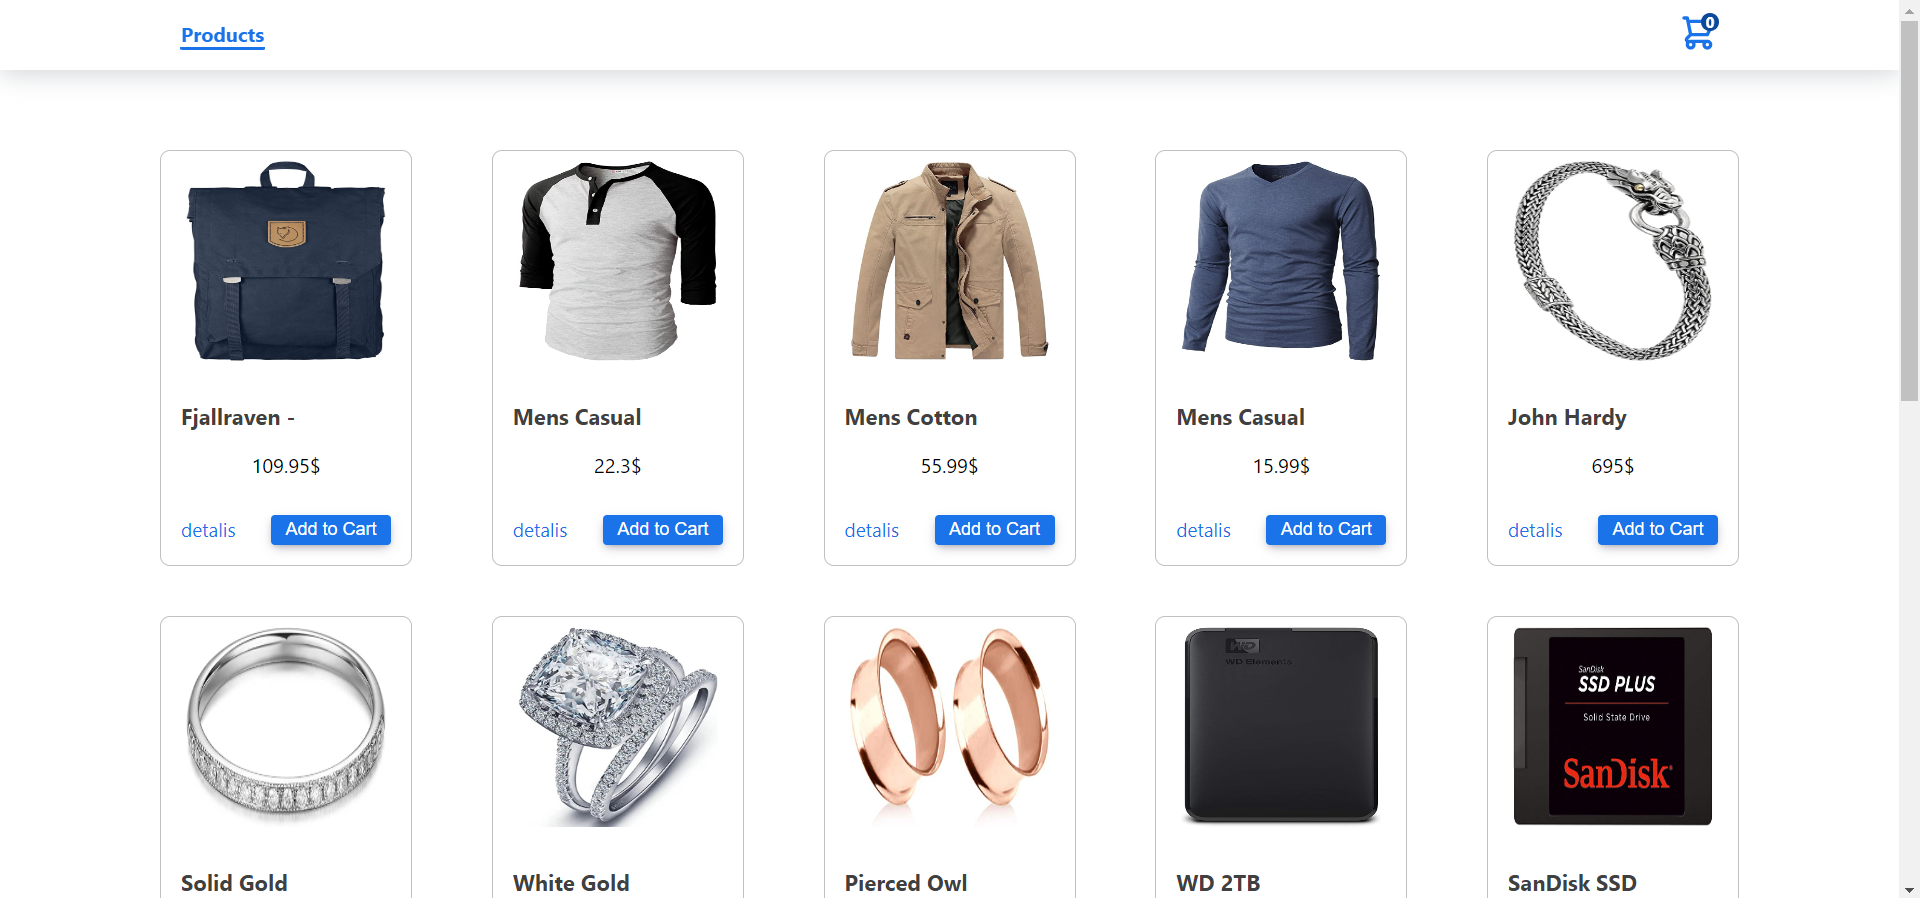 Products
0
Fjallraven -
109.95$
detalis Add to Cart
Mens Casual
22.3$
detalis Add to Cart
Mens Cotton
55.99$
detalis Add to Cart
Mens Casual
15.99$
detalis Add to Cart
John Hardy
695$
detalis Add to Cart
Solid Gold
White Gold
Pierced Owl
WD
WD Elements
WD 2TB
SanDisk
SSD PLUS
Solid State Drive
SanDisk
SanDisk SSD